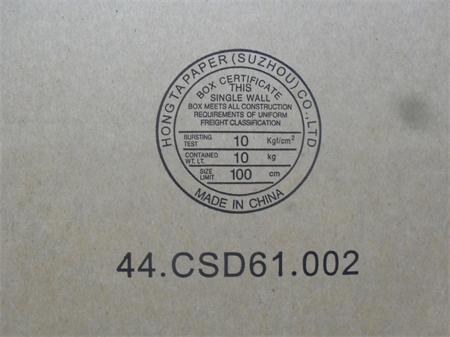 HONG TA PAPER (SUZHOU) CO.,LTD
BOX CERTIFICATE
THIS
SINGLE WALL
BOX MEETS ALL CONSTRUCTION
REQUIREMENTS OF UNIFORM
FREIGHT CLASSIFICATION
BURSTING TEST 10 Kgf/cm²
CONTAINED WT. LT. 10 kg
SIZE LIMIT 100 cm
MADE IN CHINA
44.CSD61.002